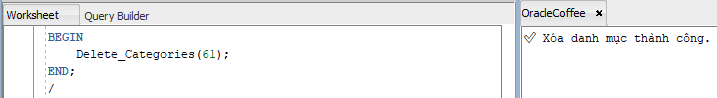 Worksheet Query Builder
BEGIN
    Delete_Categories(61);
END;
/
OracleCoffee ×
Xóa danh mục thành công.